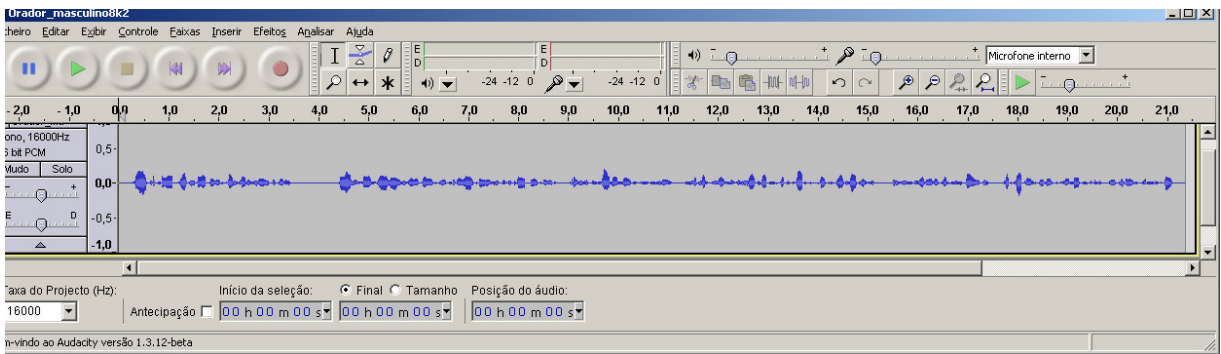 Orador_masculino8k2
cheiro Editar Exibir Controle Faixas Inserir Efeitos Analisar Ajuda
E D E D
-24 -12 0 -24 -12 0
Microfone interno
- 2,0 - 1,0 0,0 1,0 2,0 3,0 4,0 5,0 6,0 7,0 8,0 9,0 10,0 11,0 12,0 13,0 14,0 15,0 16,0 17,0 18,0 19,0 20,0 21,0
ono, 16000Hz
6 bit PCM
Mudo Solo
- +
E D
0,5
0,0
-0,5
-1,0
Taxa do Projecto (Hz): Início da seleção: Final Tamanho Posição do áudio:
16000 Antecipação 00 h 00 m 00 s 00 h 00 m 00 s 00 h 00 m 00 s
m-vindo ao Audacity versão 1.3.12-beta